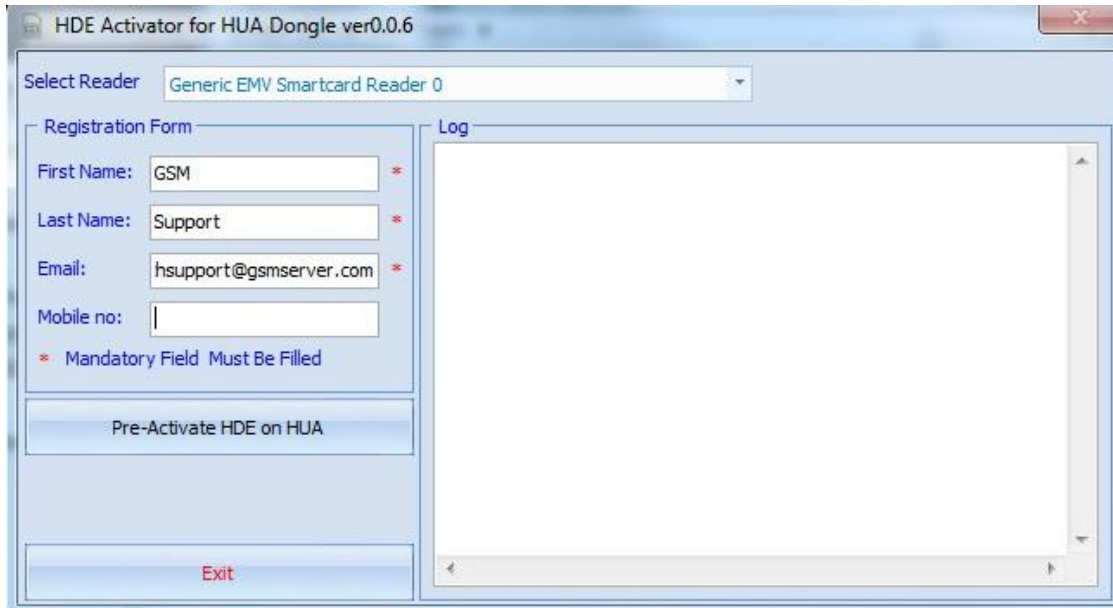 HDE Activator for HUA Dongle ver0.0.6
Select Reader Generic EMV Smartcard Reader 0
Registration Form
First Name: GSM *
Last Name: Support *
Email: hsupport@gsmserver.com *
Mobile no:
* Mandatory Field Must Be Filled
Pre-Activate HDE on HUA
Exit
Log